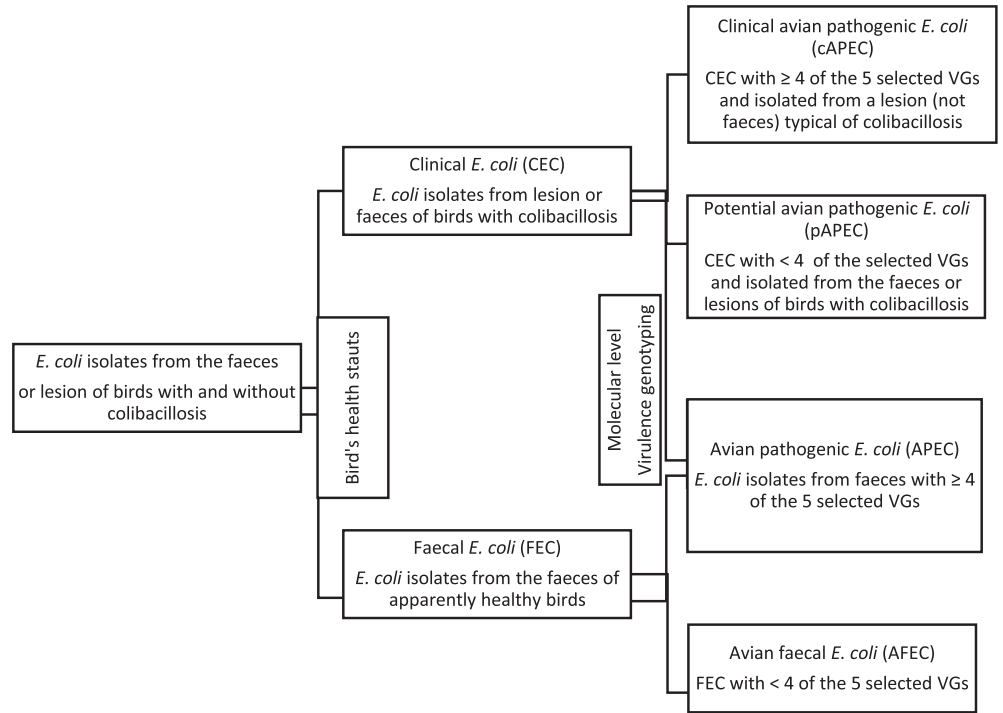 E. coli isolates from the faeces
or lesion of birds with and without
colibacillosis
Bird's health stauts
Clinical E. coli (CEC)
E. coli isolates from lesion or
faeces of birds with colibacillosis
Faecal E. coli (FEC)
E. coli isolates from the faeces of
apparently healthy birds
Molecular level
Virulence genotyping
Clinical avian pathogenic E. coli
(cAPEC)
CEC with ≥ 4 of the 5 selected VGs
and isolated from a lesion (not
faeces) typical of colibacillosis
Potential avian pathogenic E. coli
(pAPEC)
CEC with < 4 of the selected VGs
and isolated from the faeces or
lesions of birds with colibacillosis
Avian pathogenic E. coli (APEC)
E. coli isolates from faeces with ≥ 4
of the 5 selected VGs
Avian faecal E. coli (AFEC)
FEC with < 4 of the 5 selected VGs